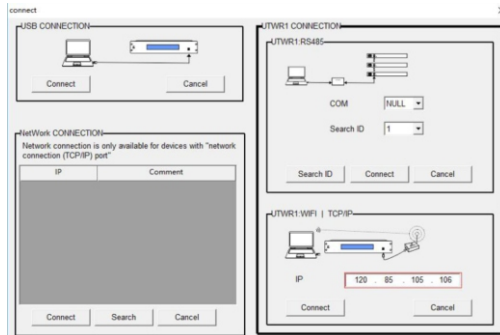 connect
USB CONNECTION
Connect
Cancel
NetWork CONNECTION
Network connection is only available for devices with "network
connection (TCP/IP) port"
IP
Comment
Connect
Search
Cancel
UTWR1 CONNECTION
UTWR1:RS485
COM
NULL
Search ID
1
Search ID
Connect
Cancel
UTWR1:WIFI | TCP/IP
IP
120 . 85 . 105 . 106
Connect
Cancel